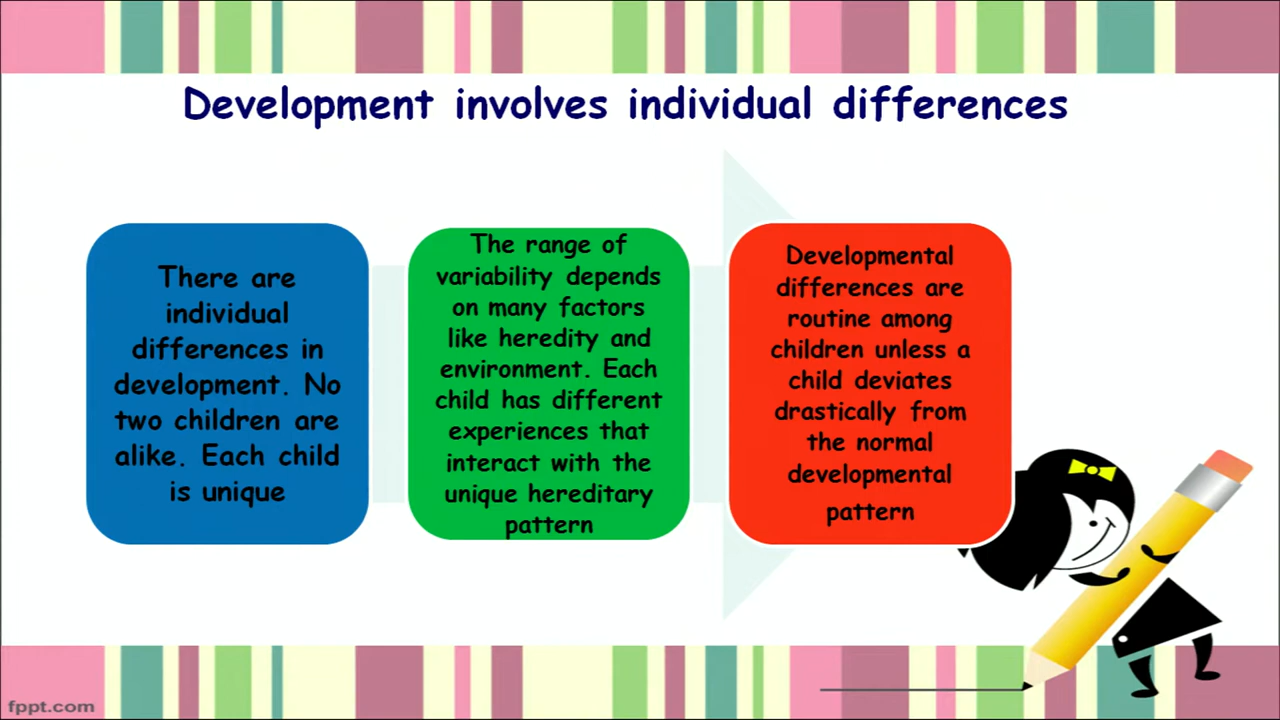 Development involves individual differences
There are
individual
differences in
development. No
two children are
alike. Each child
is unique
The range of
variability depends
on many factors
like heredity and
environment. Each
child has different
experiences that
interact with the
unique hereditary
pattern
Developmental
differences are
routine among
children unless a
child deviates
drastically from
the normal
developmental
pattern
fppt.com